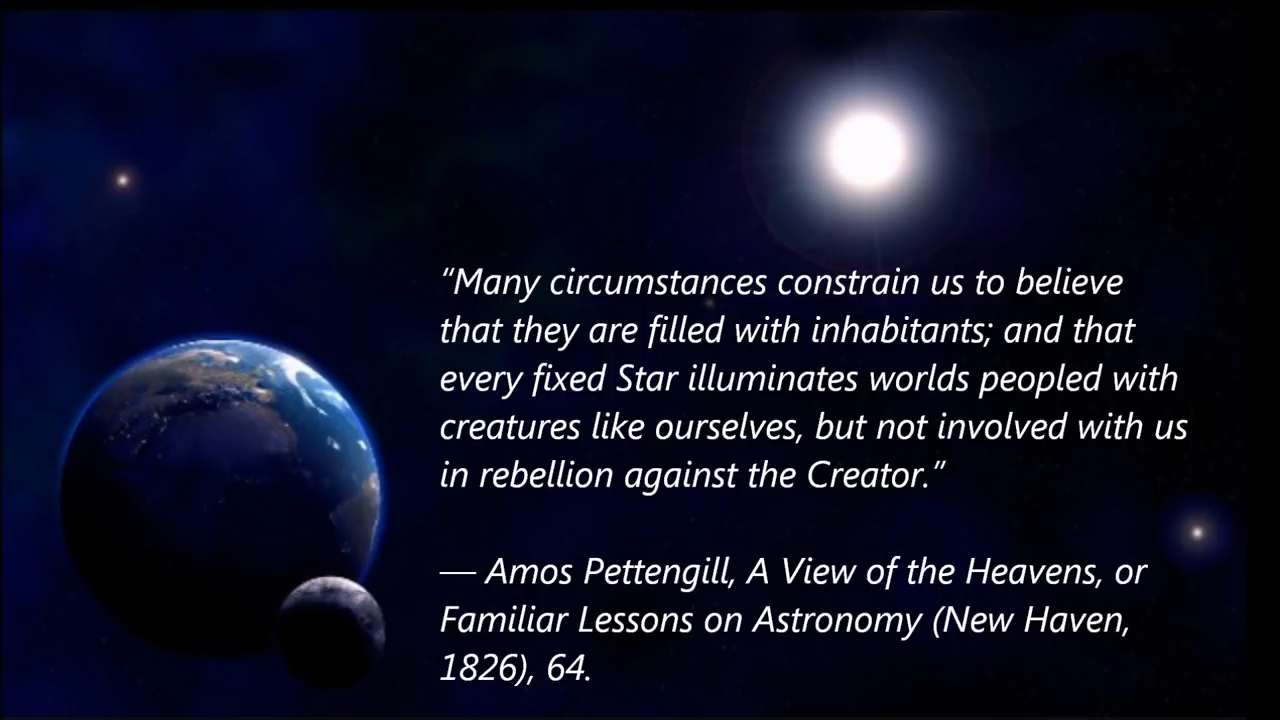 “Many circumstances constrain us to believe
that they are filled with inhabitants; and that
every fixed Star illuminates worlds peopled with
creatures like ourselves, but not involved with us
in rebellion against the Creator.”
— Amos Pettengill, A View of the Heavens, or
Familiar Lessons on Astronomy (New Haven,
1826), 64.